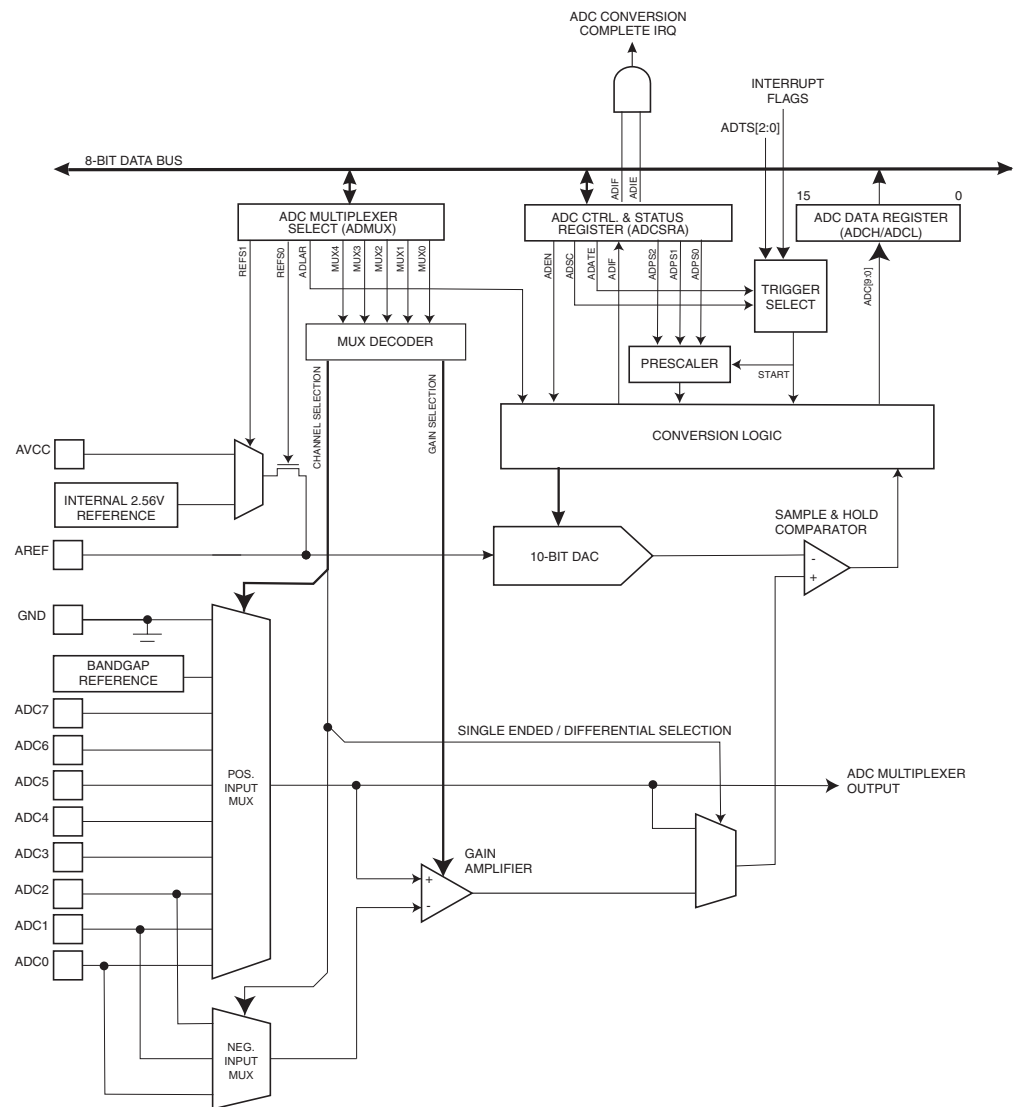 ADC CONVERSION
COMPLETE IRQ
INTERRUPT
FLAGS
ADTS[2:0]
8-BIT DATA BUS
ADIF
ADIE
15
0
ADC MULTIPLEXER
SELECT (ADMUX)
ADC CTRL. & STATUS
REGISTER (ADCSRA)
ADC DATA REGISTER
(ADCH/ADCL)
REFS1
REFS0
ADLAR
MUX4
MUX3
MUX2
MUX1
MUX0
ADEN
ADSC
ADATE
ADIF
ADPS2
ADPS1
ADPS0
TRIGGER
SELECT
ADC[9:0]
MUX DECODER
PRESCALER
START
CHANNEL SELECTION
GAIN SELECTION
CONVERSION LOGIC
AVCC
INTERNAL 2.56V
REFERENCE
SAMPLE & HOLD
COMPARATOR
AREF
10-BIT DAC
-
+
GND
BANDGAP
REFERENCE
ADC7
SINGLE ENDED / DIFFERENTIAL SELECTION
ADC6
ADC5
POS.
INPUT
MUX
ADC MULTIPLEXER
OUTPUT
ADC4
ADC3
GAIN
AMPLIFIER
+
-
ADC2
ADC1
ADC0
NEG.
INPUT
MUX